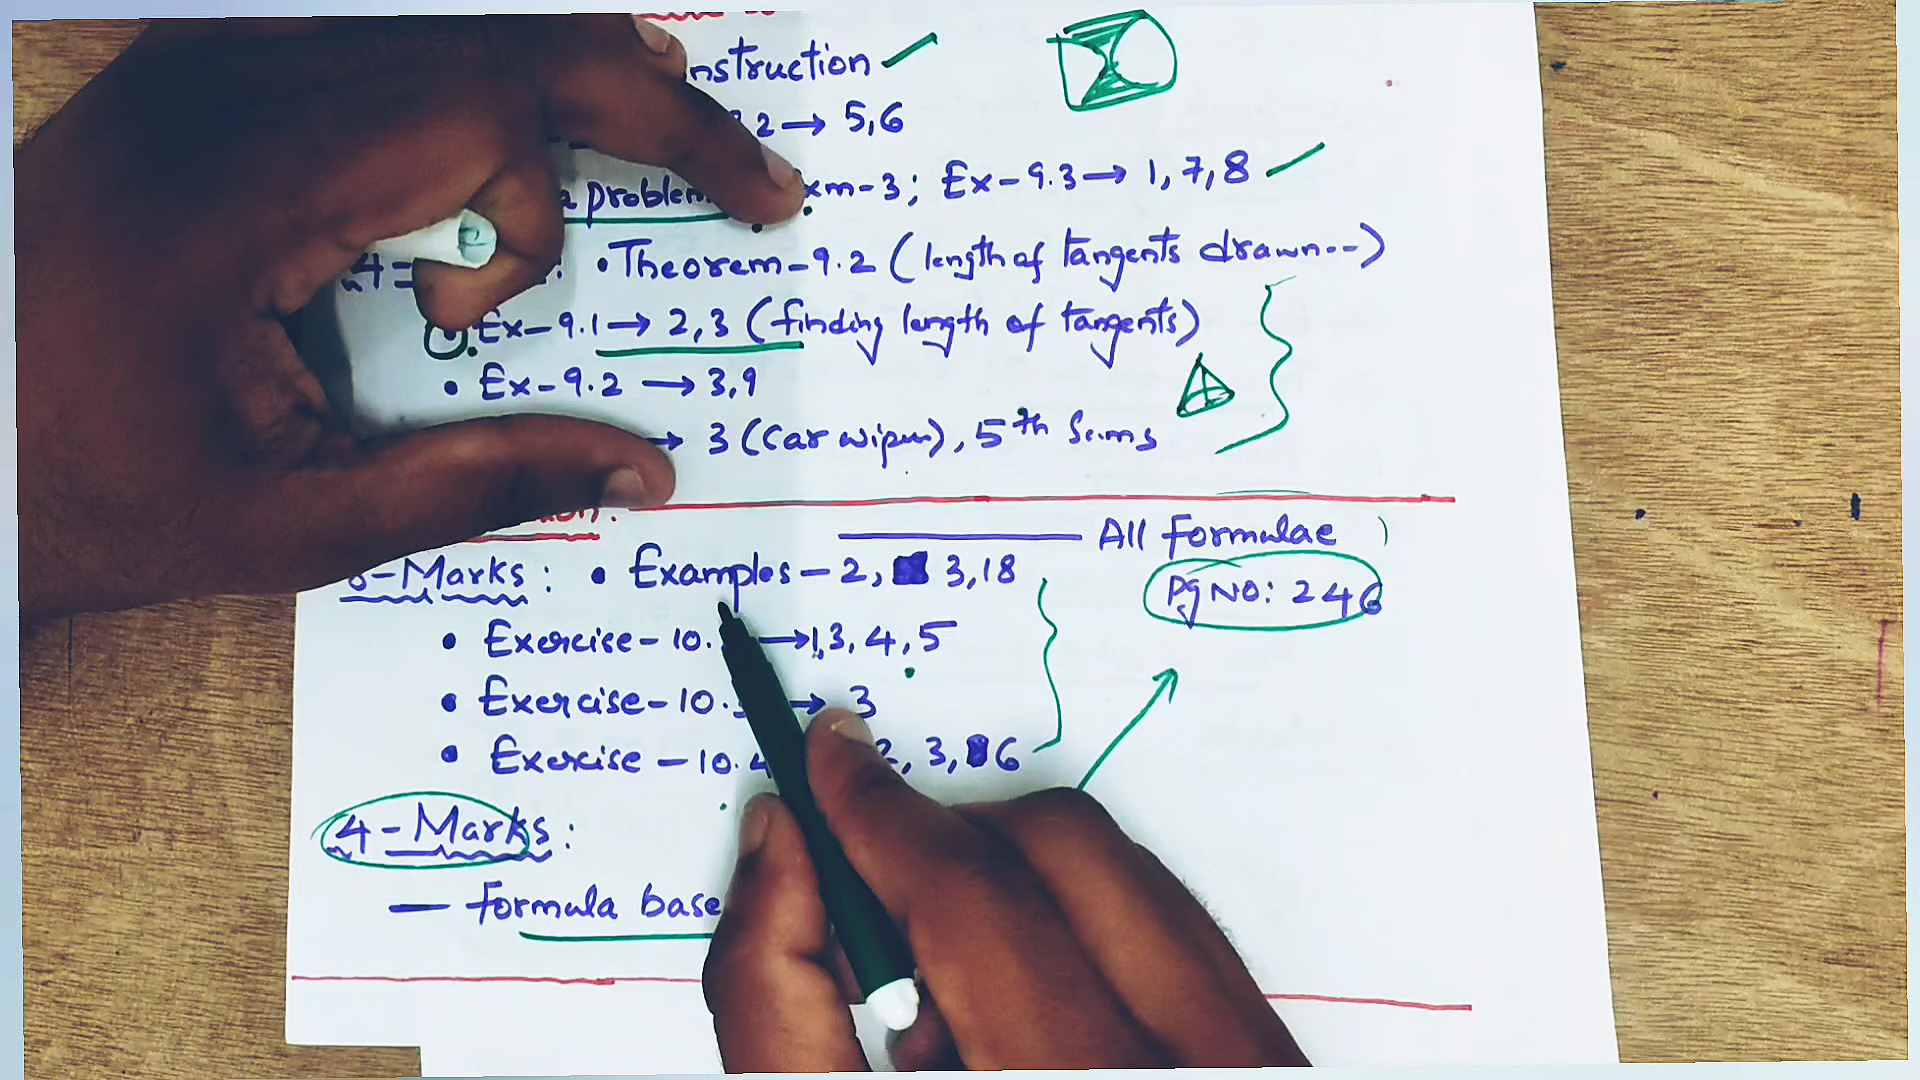 nstruction
2 → 5,6
problem xm-3; Ex-9.3 → 1, 7, 8
4= : • Theorem-9.2 (length of tangents drawn--)
Ex-9.1 → 2, 3 (finding length of tangents)
• Ex-9.2 → 3,9
→ 3 (Car wiper), 5th Sums
All formulae
-Marks: • Examples-2, 3,18
Pg NO: 246
• Exercise-10. → 1,3, 4, 5
• Exercise-10. → 3
• Exercise-10.4 2, 3, 6
4-Marks:
— formula base